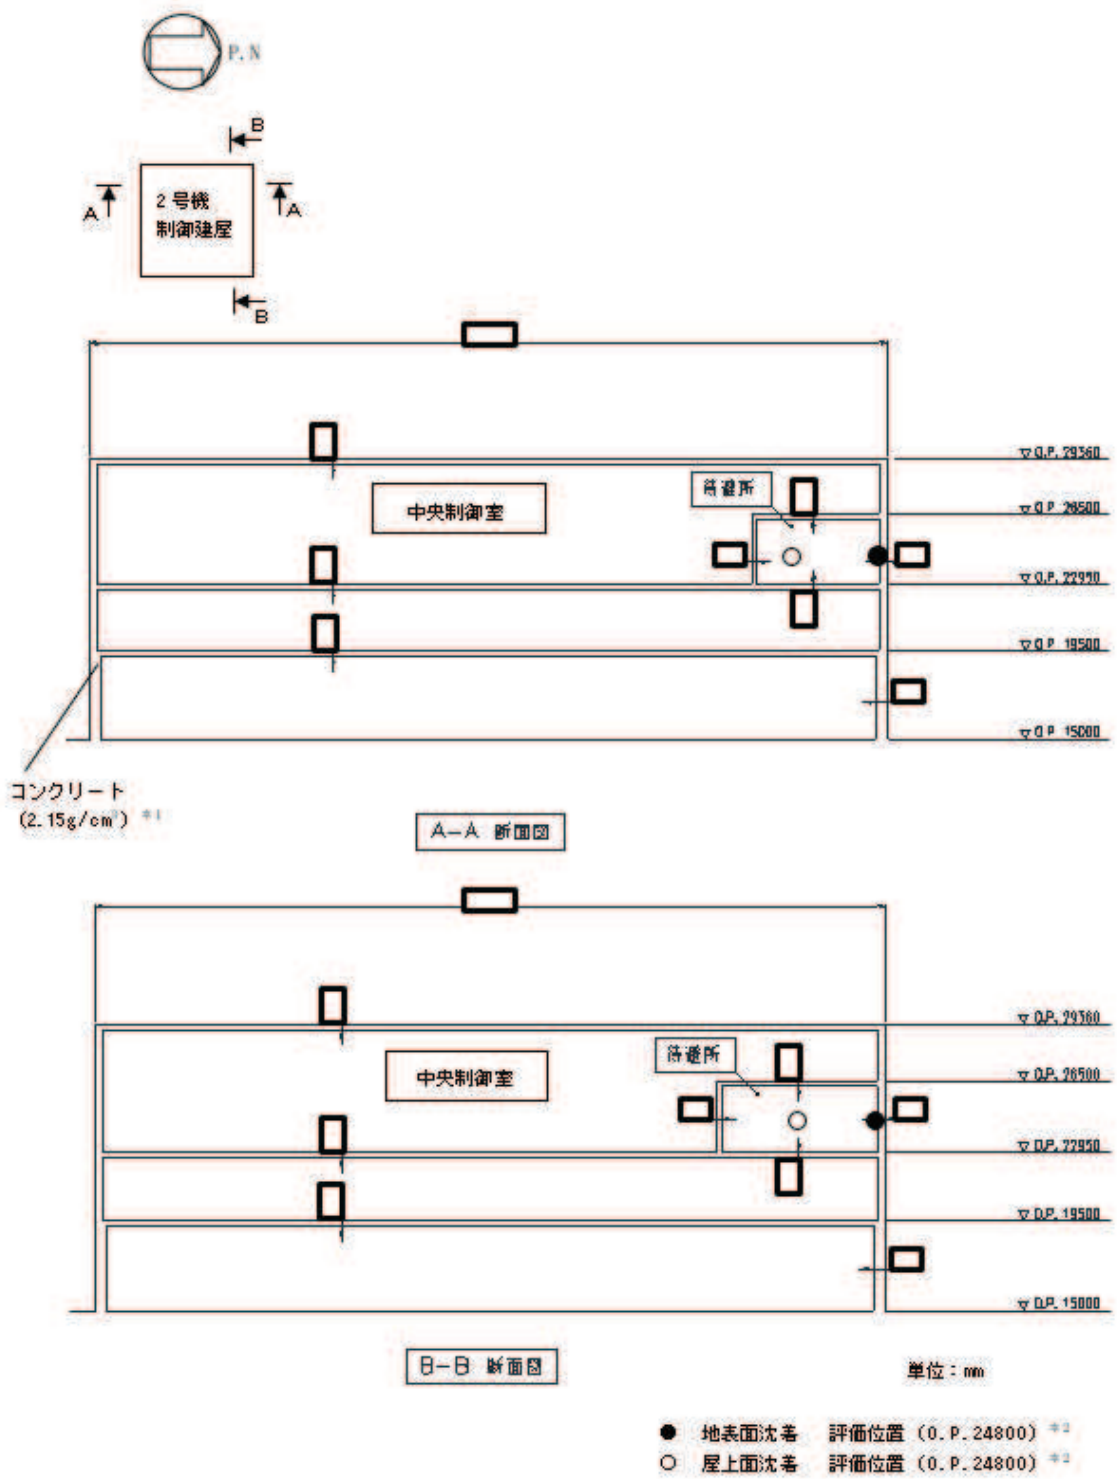 P.N
B
2号機
制御建屋
A
A
B
▽O.P. 29360
待避所
中央制御室
▽O.P. 26500
▽O.P. 22950
▽O.P. 19500
▽O.P. 15000
コンクリート
(2.15g/cm³) *1
A-A 断面図
▽O.P. 29360
待避所
中央制御室
▽O.P. 26500
▽O.P. 22950
▽O.P. 19500
▽O.P. 15000
B-B 断面図
単位：mm
● 地表面沈着 評価位置 (O.P.24800) *2
○ 屋上面沈着 評価位置 (O.P.24800) *2